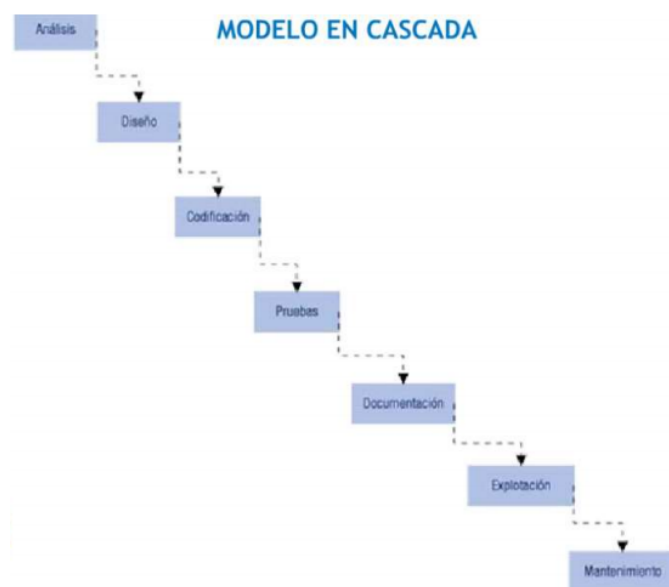 MODELO EN CASCADA
Análisis
Diseño
Codificación
Pruebas
Documentación
Explotación
Mantenimiento